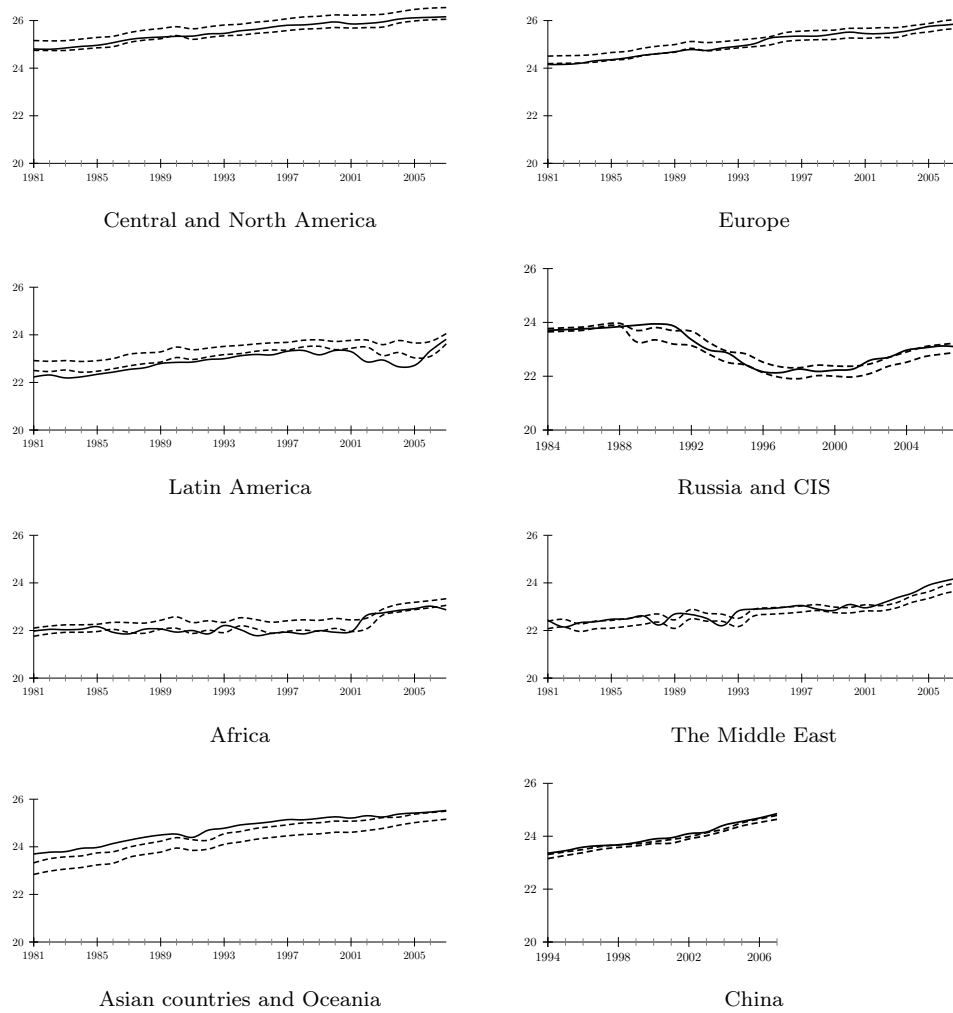 26
24
22
20
1981 1985 1989 1993 1997 2001 2005
Central and North America
26
24
22
20
1981 1985 1989 1993 1997 2001 2005
Europe
26
24
22
20
1981 1985 1989 1993 1997 2001 2005
Latin America
26
24
22
20
1984 1988 1992 1996 2000 2004
Russia and CIS
26
24
22
20
1981 1985 1989 1993 1997 2001 2005
Africa
26
24
22
20
1981 1985 1989 1993 1997 2001 2005
The Middle East
26
24
22
20
1981 1985 1989 1993 1997 2001 2005
Asian countries and Oceania
26
24
22
20
1994 1998 2002 2006
China